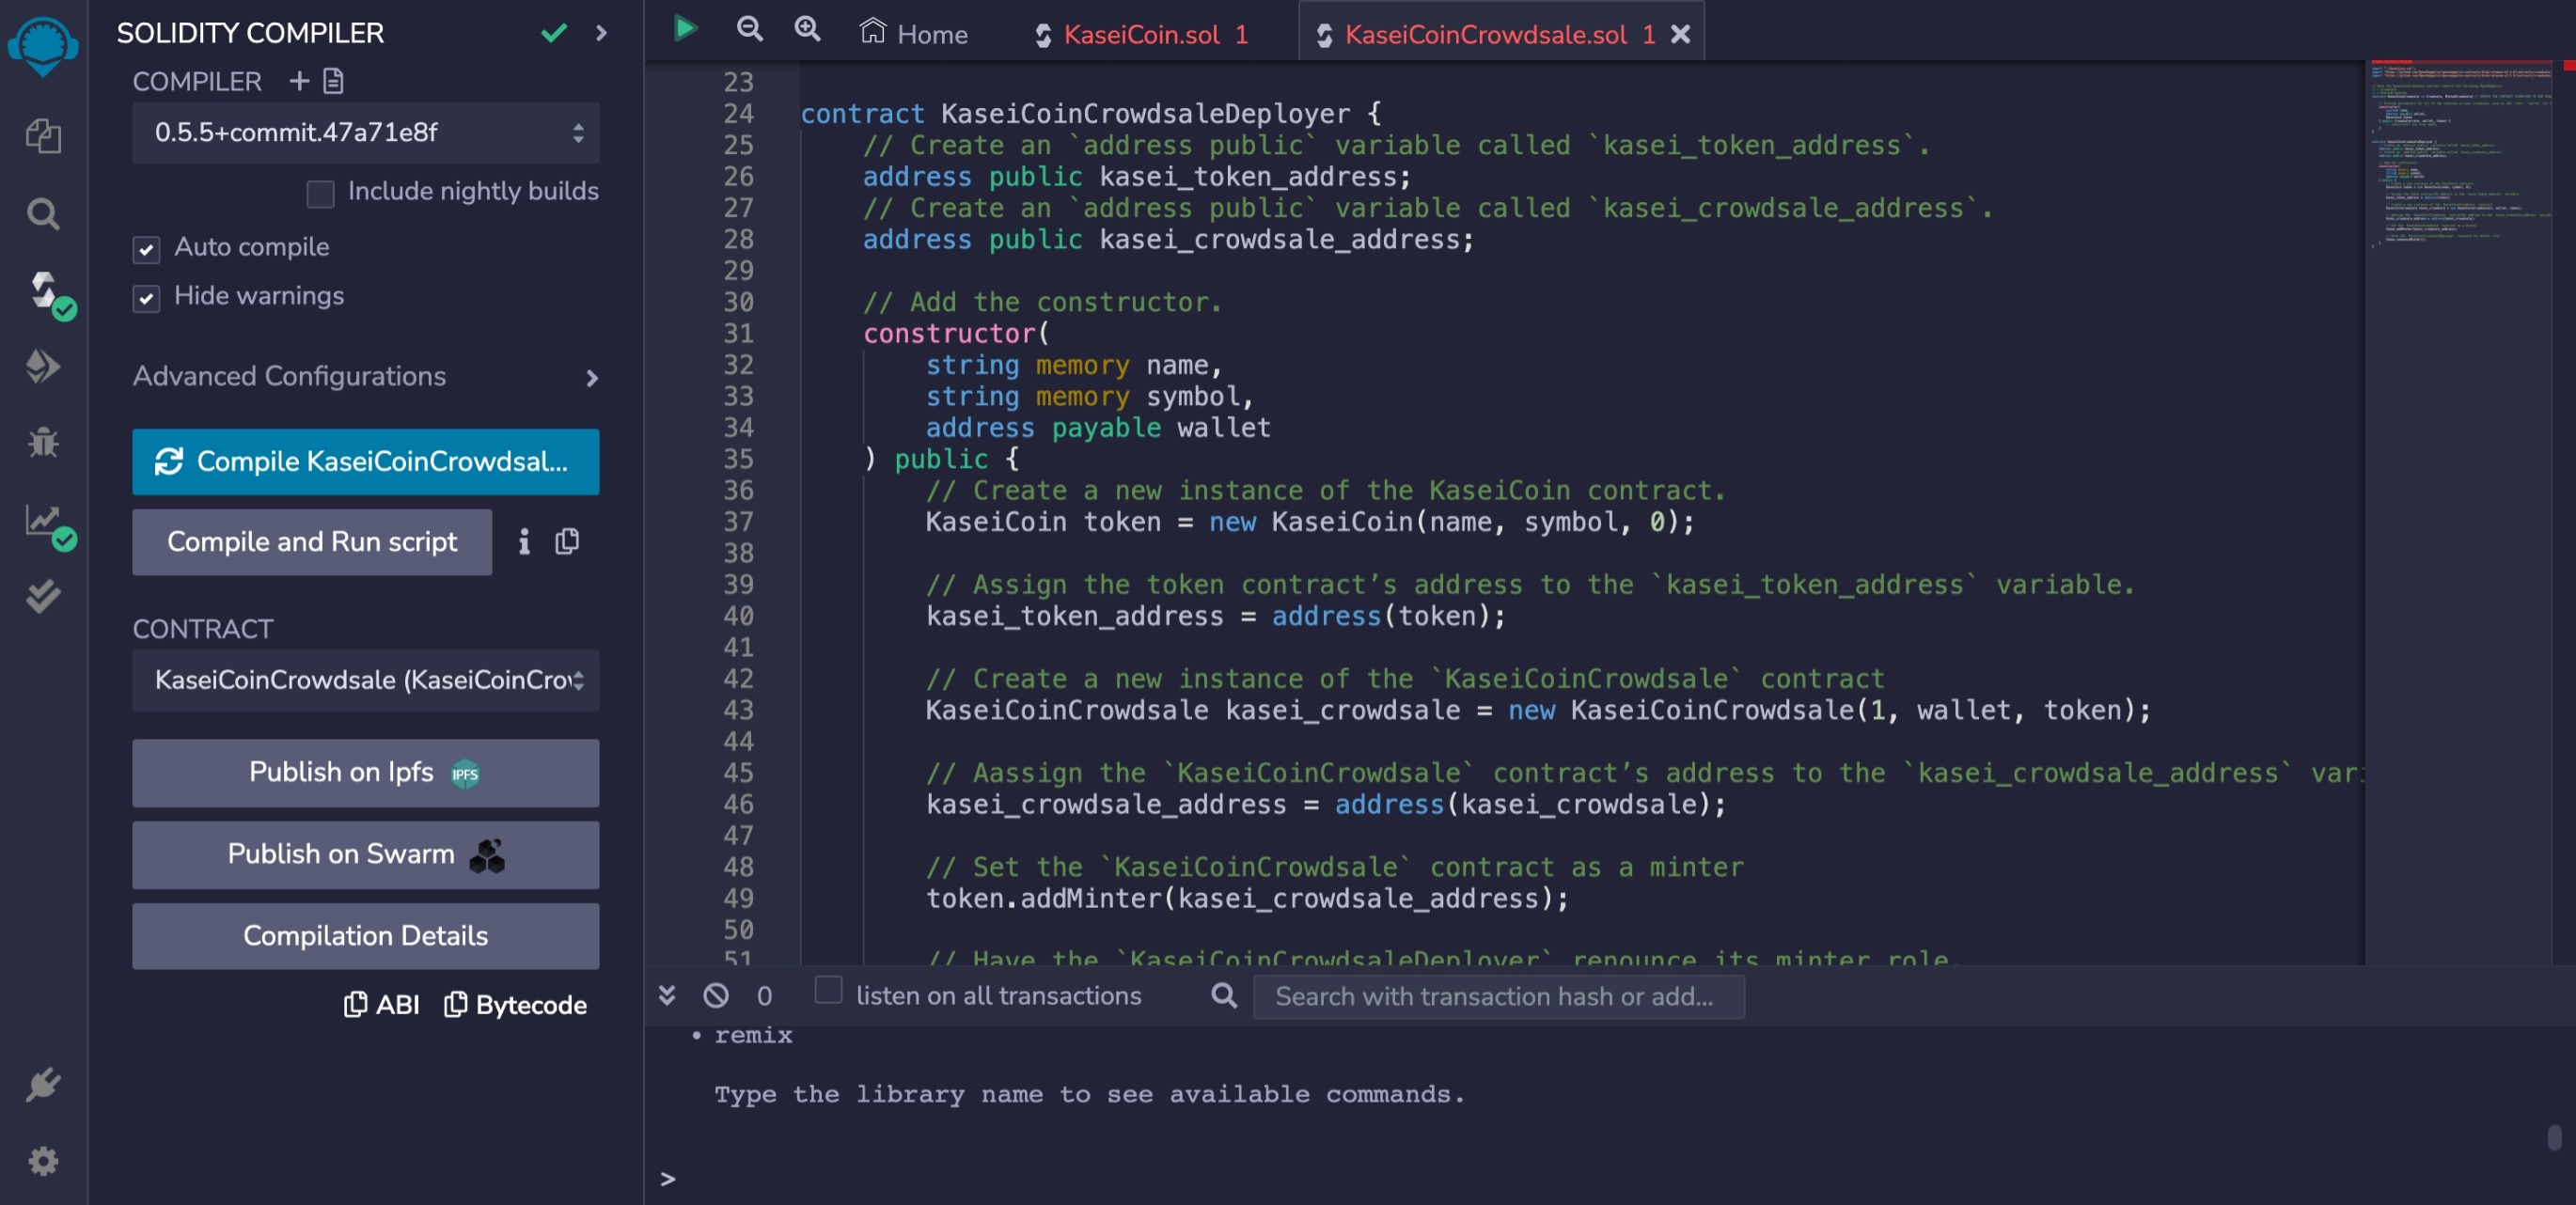 SOLIDITY COMPILER
COMPILER
0.5.5+commit.47a71e8f
Include nightly builds
Auto compile
Hide warnings
Advanced Configurations
Compile KaseiCoinCrowdsal...
Compile and Run script
CONTRACT
KaseiCoinCrowdsale (KaseiCoinCrov
Publish on Ipfs IPFS
Publish on Swarm
Compilation Details
ABI Bytecode
Home KaseiCoin.sol 1 KaseiCoinCrowdsale.sol 1
23
24 contract KaseiCoinCrowdsaleDeployer {
25 // Create an `address public` variable called `kasei_token_address`.
26 address public kasei_token_address;
27 // Create an `address public` variable called `kasei_crowdsale_address`.
28 address public kasei_crowdsale_address;
29
30 // Add the constructor.
31 constructor(
32 string memory name,
33 string memory symbol,
34 address payable wallet
35 ) public {
36 // Create a new instance of the KaseiCoin contract.
37 KaseiCoin token = new KaseiCoin(name, symbol, 0);
38
39 // Assign the token contract’s address to the `kasei_token_address` variable.
40 kasei_token_address = address(token);
41
42 // Create a new instance of the `KaseiCoinCrowdsale` contract
43 KaseiCoinCrowdsale kasei_crowdsale = new KaseiCoinCrowdsale(1, wallet, token);
44
45 // Aassign the `KaseiCoinCrowdsale` contract’s address to the `kasei_crowdsale_address` vari
46 kasei_crowdsale_address = address(kasei_crowdsale);
47
48 // Set the `KaseiCoinCrowdsale` contract as a minter
49 token.addMinter(kasei_crowdsale_address);
50
51 // Have the `KaseiCoinCrowdsaleDeployer` renounce its minter role.
0 listen on all transactions Search with transaction hash or add...
• remix
Type the library name to see available commands.
>